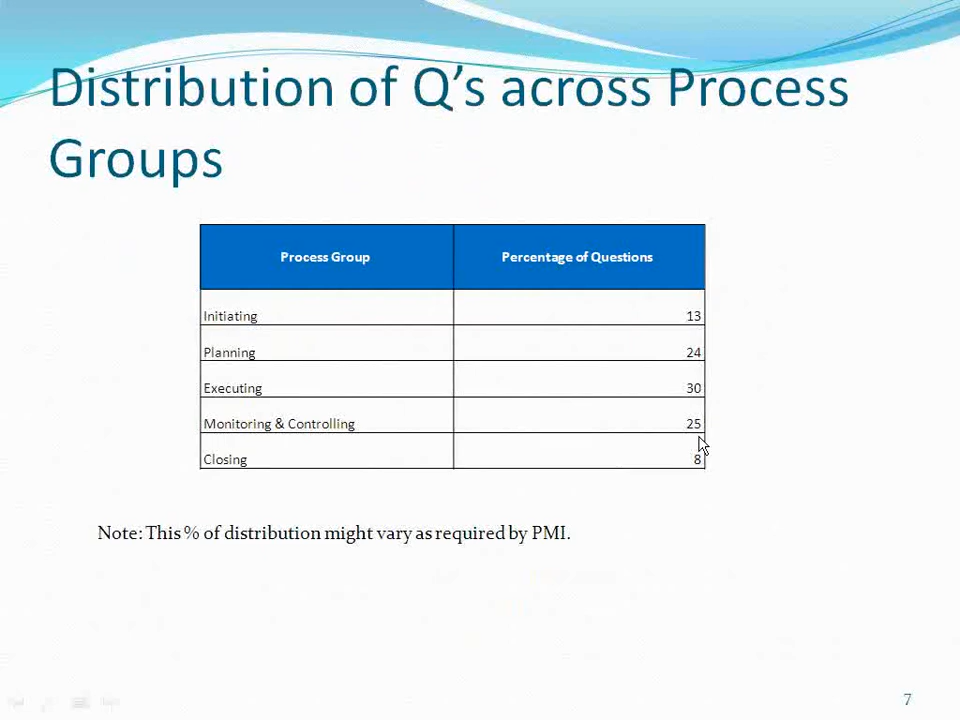 Distribution of Q's across Process
Groups
Process Group Percentage of Questions
Initiating 13
Planning 24
Executing 30
Monitoring & Controlling 25
Closing 8
Note: This % of distribution might vary as required by PMI.
7